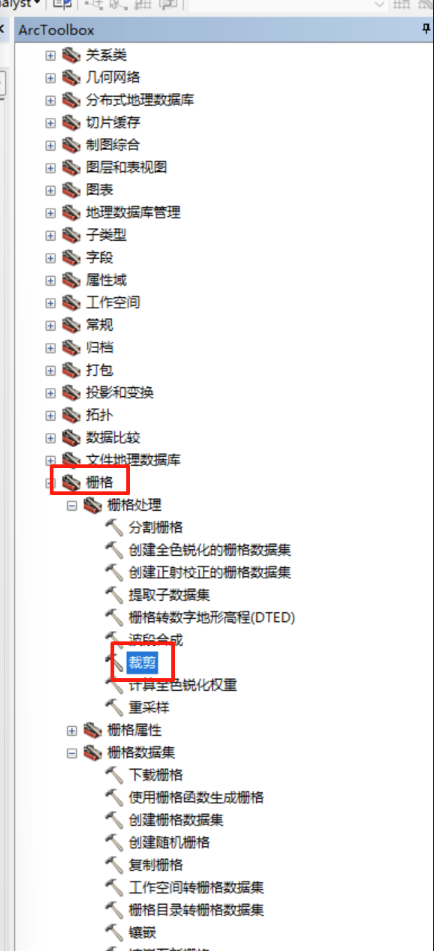 alyst
ArcToolbox
关系类
几何网络
分布式地理数据库
切片缓存
制图综合
图层和表视图
图表
地理数据库管理
子类型
字段
属性域
工作空间
常规
归档
打包
投影和变换
拓扑
数据比较
文件地理数据库
栅格
栅格处理
分割栅格
创建全色锐化的栅格数据集
创建正射校正的栅格数据集
提取子数据集
栅格转数字地形高程(DTED)
波段合成
裁剪
计算全色锐化权重
重采样
栅格属性
栅格数据集
下载栅格
使用栅格函数生成栅格
创建栅格数据集
创建随机栅格
复制栅格
工作空间转栅格数据集
栅格目录转栅格数据集
镶嵌